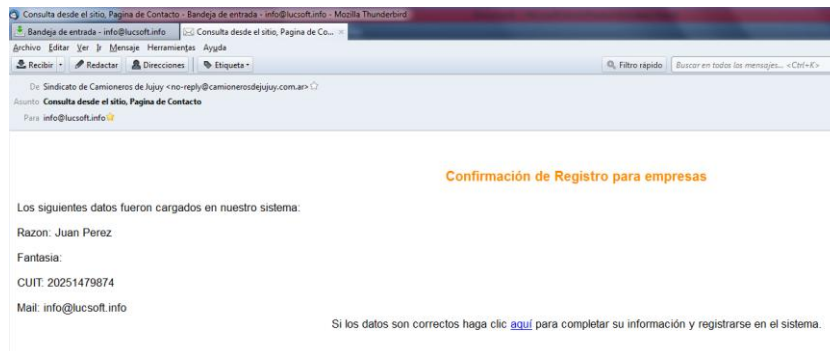 Consulta desde el sitio, Pagina de Contacto - Bandeja de entrada - info@lucsoft.info - Mozilla Thunderbird
Bandeja de entrada - info@lucsoft.info Consulta desde el sitio, Pagina de Co...
Archivo Editar Ver Ir Mensaje Herramientas Ayuda
Recibir Redactar Direcciones Etiqueta Filtro rápido Buscar en todos los mensajes... <Ctrl+K>
De Sindicato de Camioneros de Jujuy <no-reply@camionerosdejujuy.com.ar>
Asunto Consulta desde el sitio, Pagina de Contacto
Para info@lucsoft.info
Confirmación de Registro para empresas
Los siguientes datos fueron cargados en nuestro sistema:
Razon: Juan Perez
Fantasia:
CUIT: 20251479874
Mail: info@lucsoft.info
Si los datos son correctos haga clic aquí para completar su información y registrarse en el sistema.